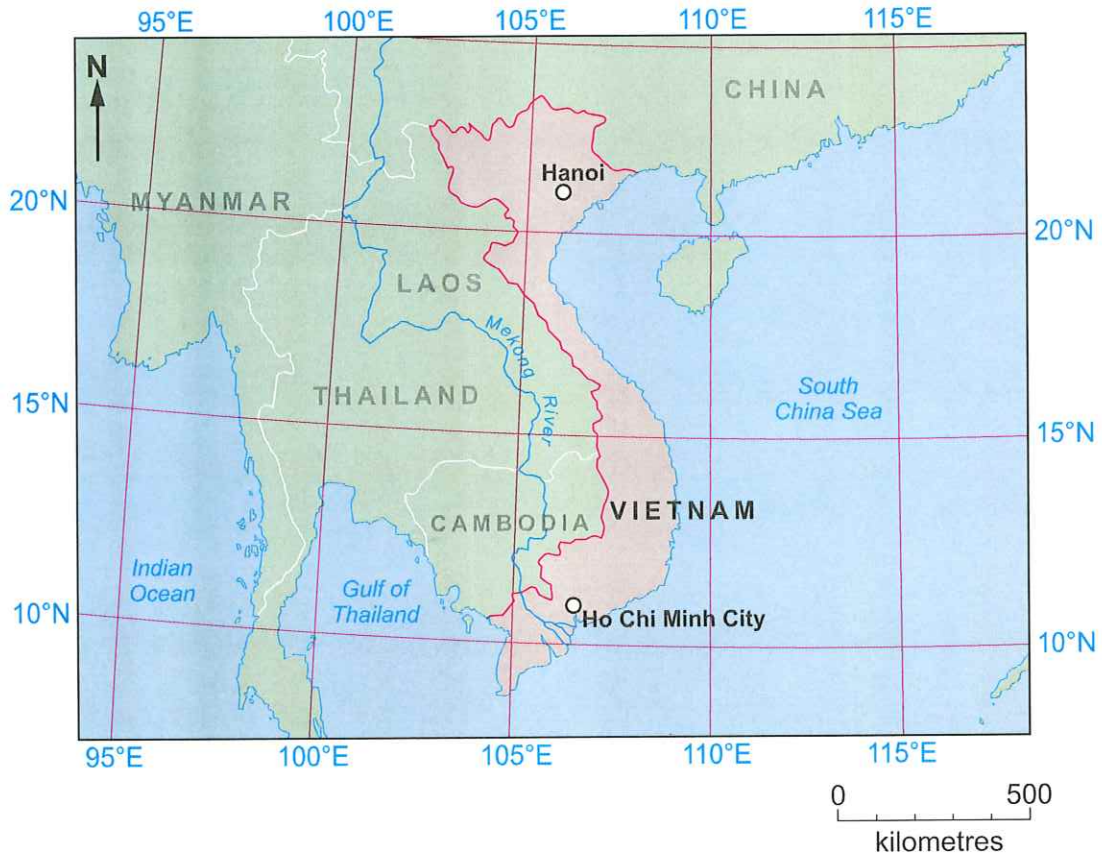 95°E 100°E 105°E 110°E 115°E
N
CHINA
Hanoi
20°N MYANMAR 20°N
LAOS
Mekong River
THAILAND
South
China Sea
15°N 15°N
VIETNAM
CAMBODIA
Indian
Ocean
Gulf of
Thailand
10°N Ho Chi Minh City 10°N
95°E 100°E 105°E 110°E 115°E
0 500
kilometres